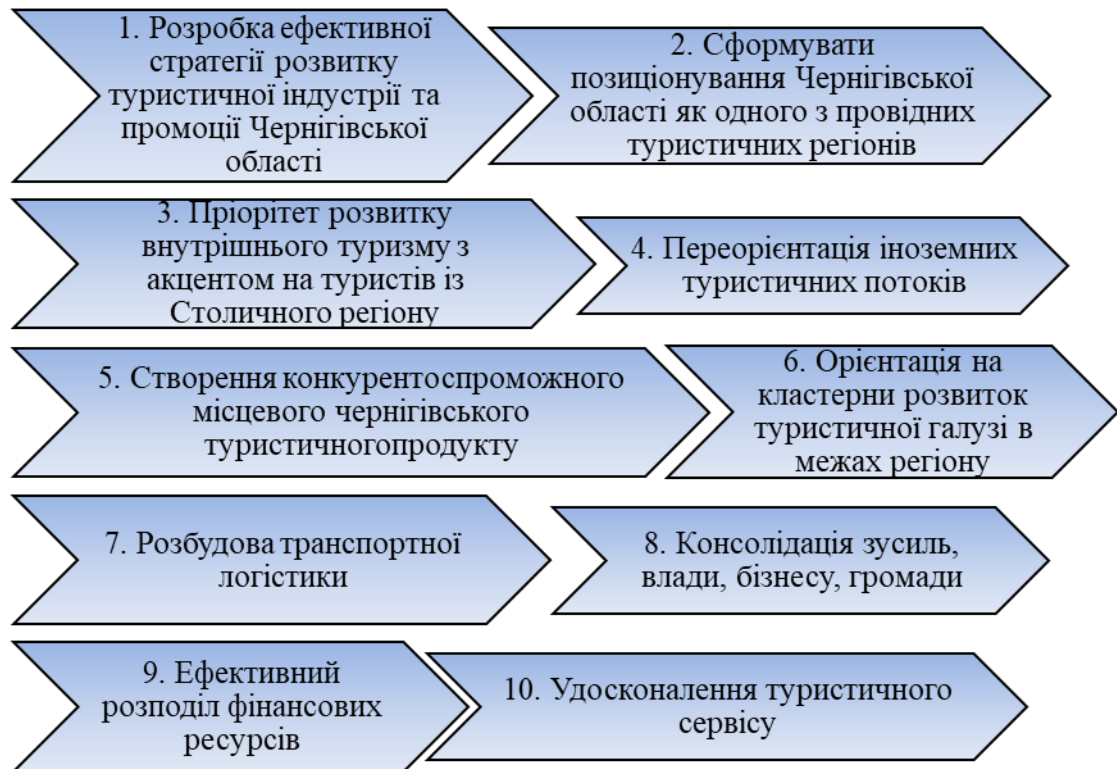 1. Розробка ефективної
стратегії розвитку
туристичної індустрії та
промоції Чернігівської
області
2. Сформувати
позиціонування Чернігівської
області як одного з провідних
туристичних регіонів
3. Пріорітет розвитку
внутрішнього туризму з
акцентом на туристів із
Столичного регіону
4. Переорієнтація іноземних
туристичних потоків
5. Створення конкурентоспроможного
місцевого чернігівського
туристичногопродукту
6. Орієнтація на
кластерни розвиток
туристичної галузі в
межах регіону
7. Розбудова транспортної
логістики
8. Консолідація зусиль,
влади, бізнесу, громади
9. Ефективний
розподіл фінансових
ресурсів
10. Удосконалення туристичного
сервісу